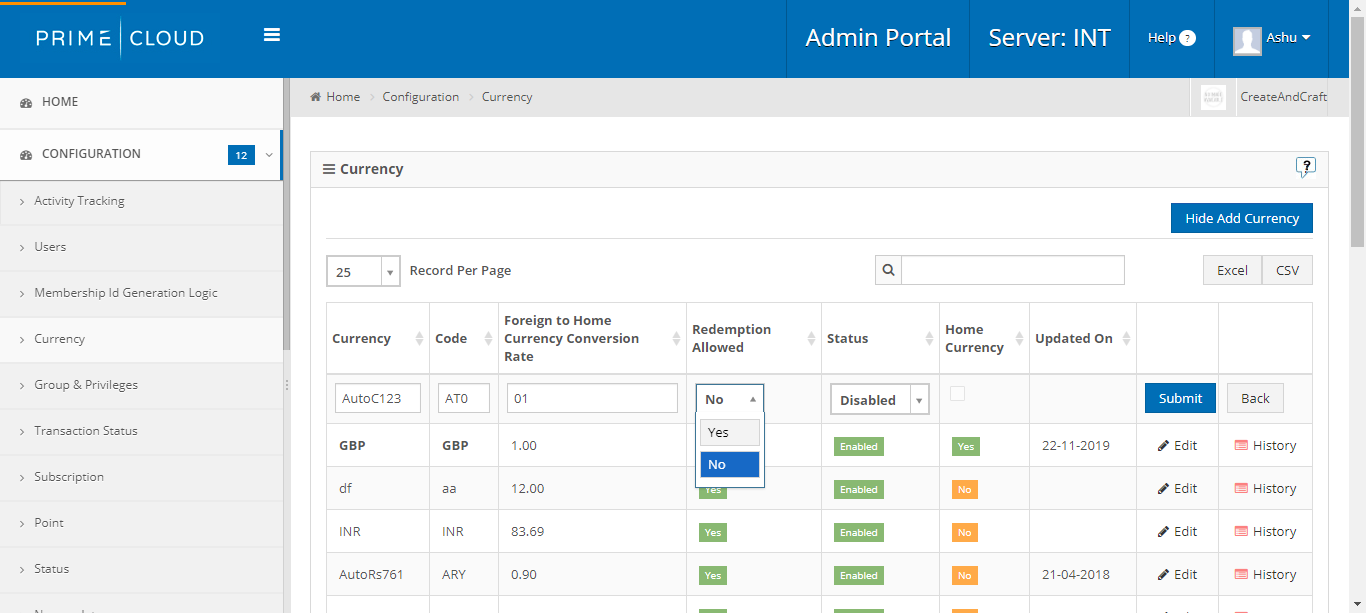 PRIME CLOUD
Admin Portal
Server: INT
Help ?
Ashu
HOME
CONFIGURATION 12
Activity Tracking
Users
Membership Id Generation Logic
Currency
Group & Privileges
Transaction Status
Subscription
Point
Status
Home Configuration Currency
CreateAndCraft
Currency
?
Hide Add Currency
25 Record Per Page
Excel CSV
Currency
Code
Foreign to Home
Currency Conversion
Rate
Redemption
Allowed
Status
Home
Currency
Updated On
AutoC123 AT0 01 No Disabled Submit Back
Yes
No
GBP GBP 1.00 Enabled Yes 22-11-2019 Edit History
df aa 12.00 Yes Enabled No Edit History
INR INR 83.69 Yes Enabled No Edit History
AutoRs761 ARY 0.90 Yes Enabled No 21-04-2018 Edit History